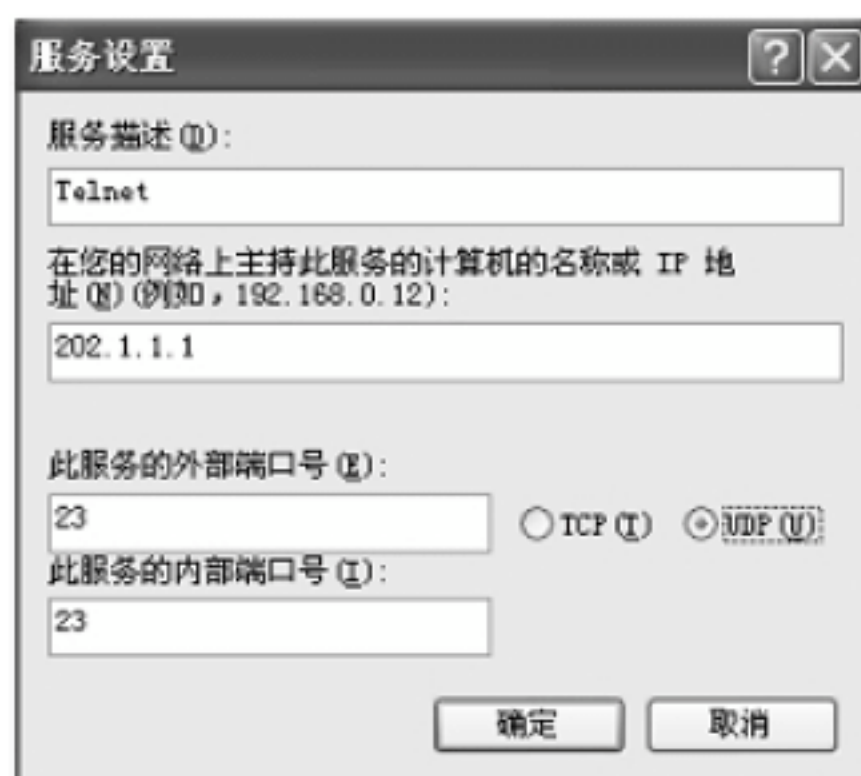 服务设置
服务描述(D):
Telnet
在您的网络上主持此服务的计算机的名称或 IP 地
址(N)(例如，192.168.0.12):
202.1.1.1
此服务的外部端口号(E):
23
TCP(T) UDP(U)
此服务的内部端口号(I):
23
确定 取消